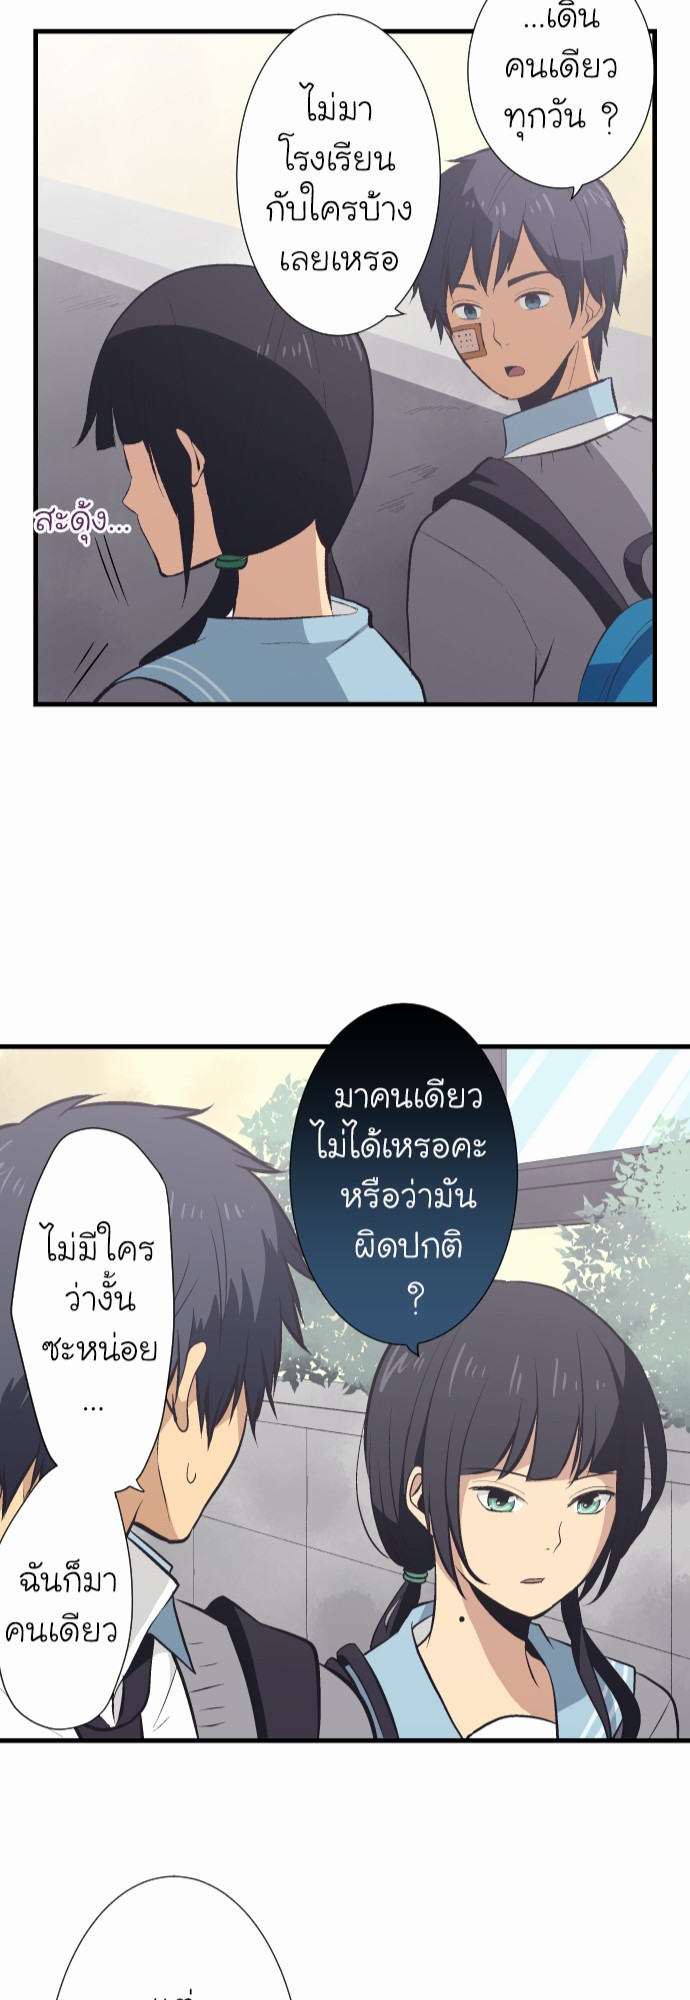 ...เดิน
คนเดียว
ทุกวัน ?
ไม่มา
โรงเรียน
กับใครบ้าง
เลยเหรอ
สะดุ้ง...
มาคนเดียว
ไม่ได้เหรอคะ
หรือว่ามัน
ผิดปกติ
?
ไม่มีใคร
ว่างั้น
ซะหน่อย
...
ฉันก็มา
คนเดียว